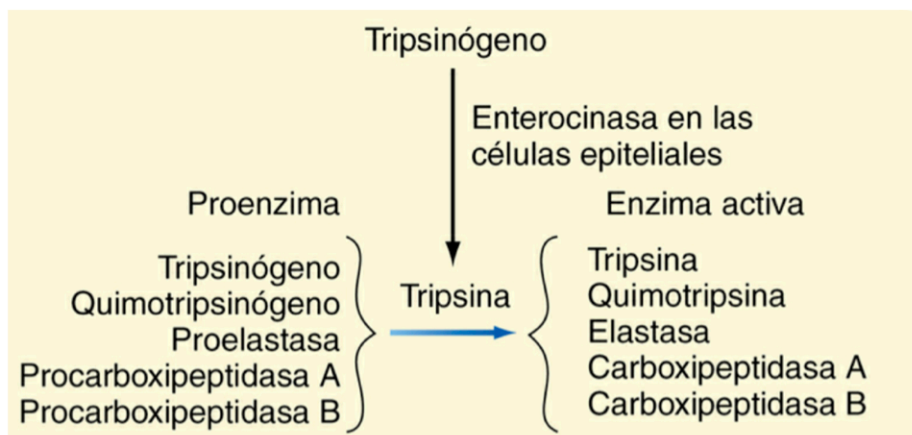 Tripsinógeno
Enterocinasa en las
células epiteliales
Proenzima
Enzima activa
Tripsinógeno
Quimotripsinógeno
Proelastasa
Procarboxipeptidasa A
Procarboxipeptidasa B
Tripsina
Tripsina
Quimotripsina
Elastasa
Carboxipeptidasa A
Carboxipeptidasa B